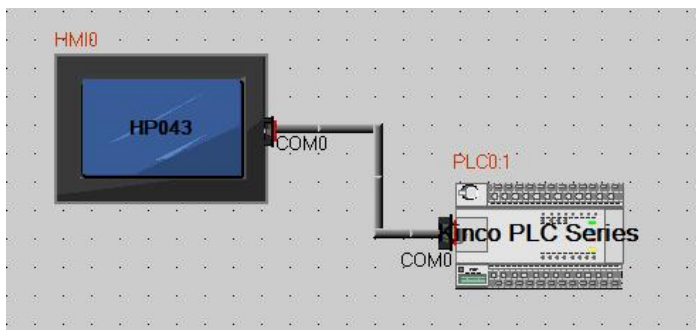 HMI0
HP043
COM0
PLC0:1
Kinco PLC Series
COM0